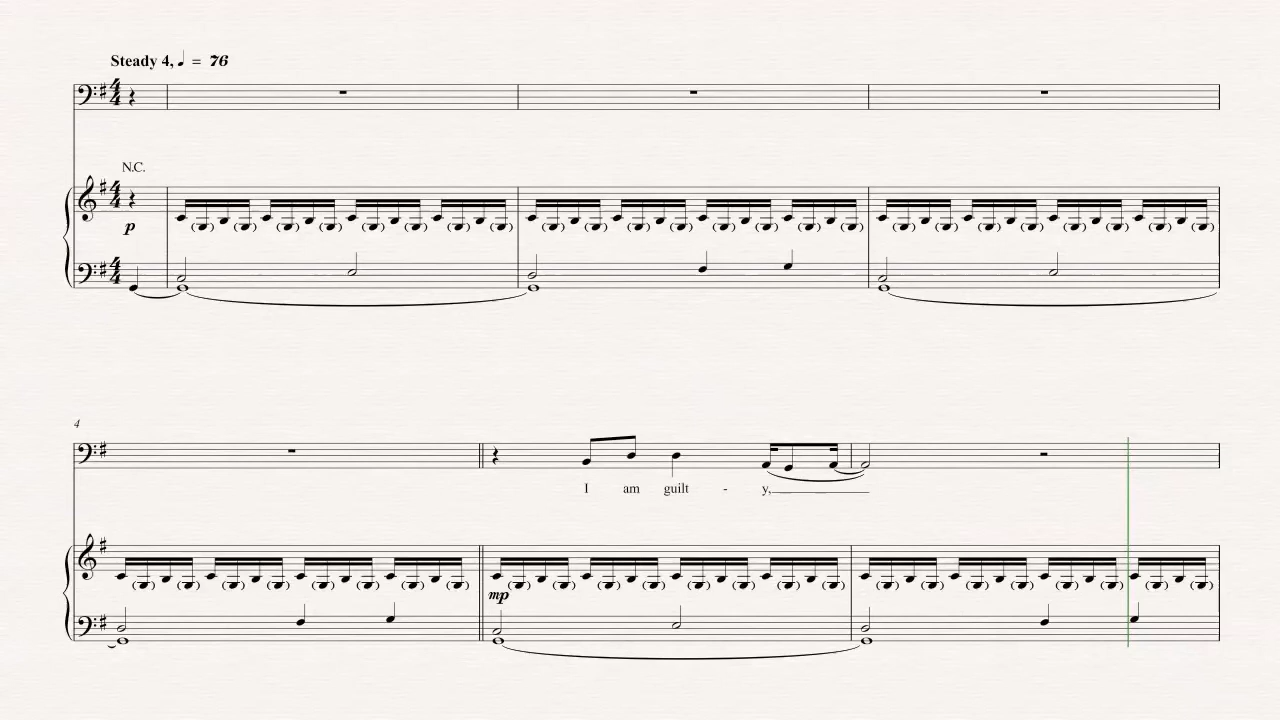 Steady 4, ♩ = 76
N.C.
p
4
I am guilt - y,
mp